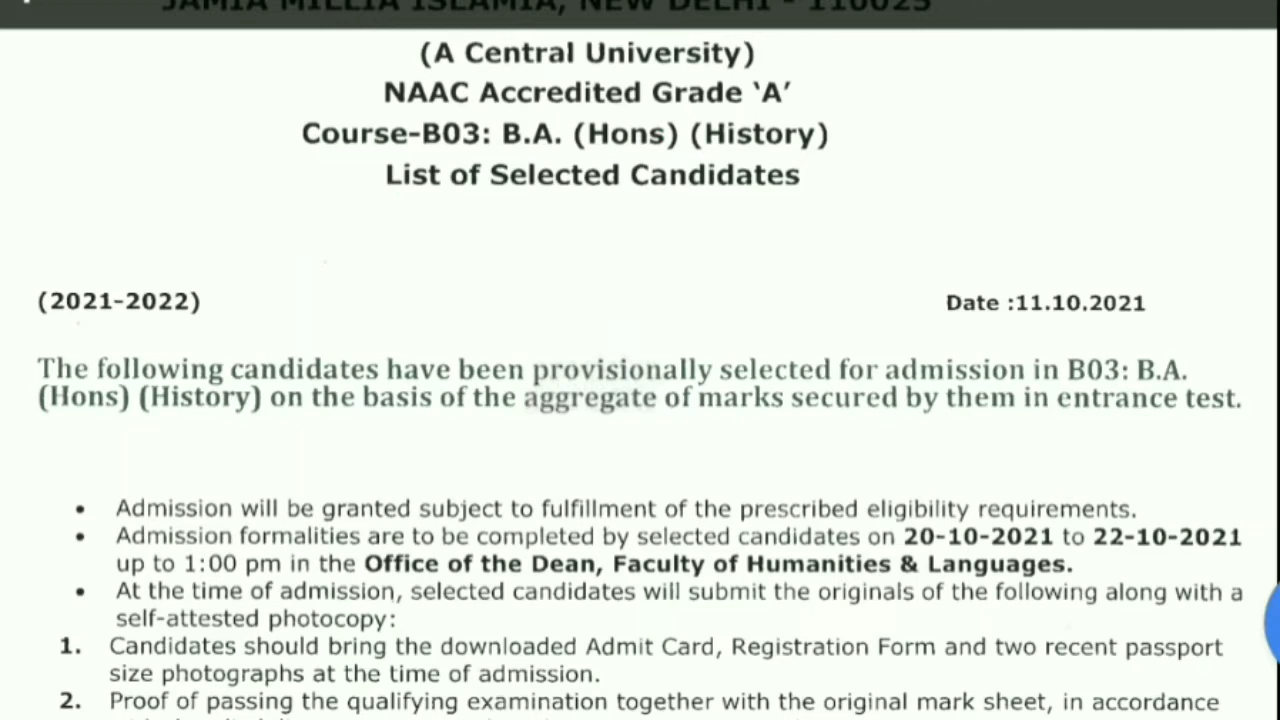 JAMIA MILLIA ISLAMIA, NEW DELHI - 110025
(A Central University)
NAAC Accredited Grade ‘A’
Course-B03: B.A. (Hons) (History)
List of Selected Candidates
(2021-2022)
Date :11.10.2021
The following candidates have been provisionally selected for admission in B03: B.A.
(Hons) (History) on the basis of the aggregate of marks secured by them in entrance test.
• Admission will be granted subject to fulfillment of the prescribed eligibility requirements.
• Admission formalities are to be completed by selected candidates on 20-10-2021 to 22-10-2021
up to 1:00 pm in the Office of the Dean, Faculty of Humanities & Languages.
• At the time of admission, selected candidates will submit the originals of the following along with a
self-attested photocopy:
1. Candidates should bring the downloaded Admit Card, Registration Form and two recent passport
size photographs at the time of admission.
2. Proof of passing the qualifying examination together with the original mark sheet, in accordance